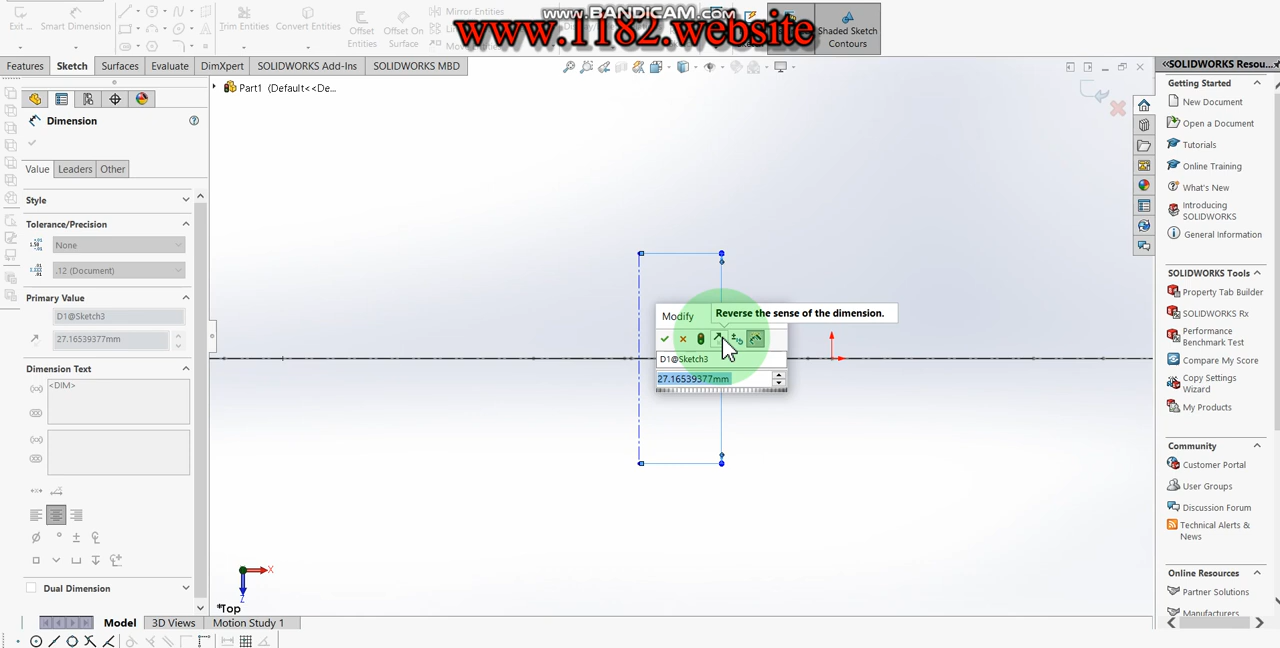 www.BANDICAM.com
www.1182.website
Exit ...
Smart Dimension
Trim Entities
Convert Entities
Offset Entities
Offset On Surface
Mirror Entities
Shaded Sketch Contours
Features
Sketch
Surfaces
Evaluate
DimXpert
SOLIDWORKS Add-Ins
SOLIDWORKS MBD
Part1 (Default<<De...
Dimension
Value
Leaders
Other
Style
Tolerance/Precision
None
.12 (Document)
Primary Value
D1@Sketch3
27.16539377mm
Dimension Text
<DIM>
Dual Dimension
Modify
Reverse the sense of the dimension.
D1@Sketch3
27.16539377mm
X
Z
*Top
Model
3D Views
Motion Study 1
SOLIDWORKS Resou...
Getting Started
New Document
Open a Document
Tutorials
Online Training
What's New
Introducing
SOLIDWORKS
General Information
SOLIDWORKS Tools
Property Tab Builder
SOLIDWORKS Rx
Performance
Benchmark Test
Compare My Score
Copy Settings
Wizard
My Products
Community
Customer Portal
User Groups
Discussion Forum
Technical Alerts &
News
Online Resources
Partner Solutions
Manufacturers